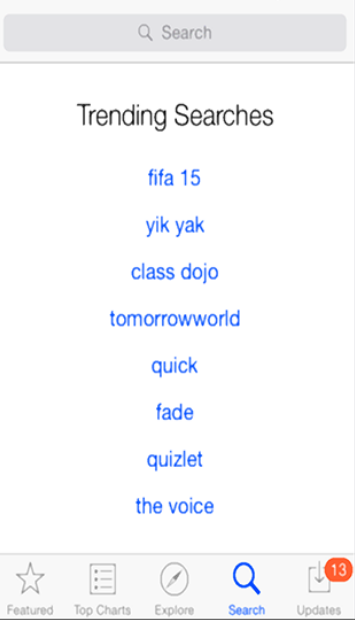 Search
Trending Searches
fifa 15
yik yak
class dojo
tomorrowworld
quick
fade
quizlet
the voice
13
Featured
Top Charts
Explore
Search
Updates